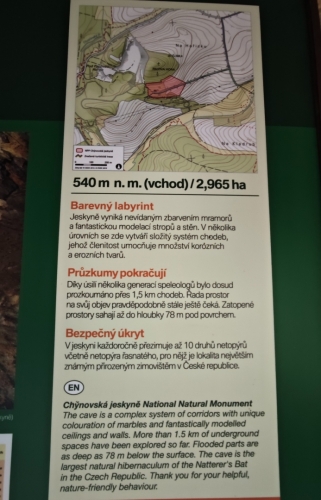 Na Hořicku
540 m n. m. (vchod) / 2,965 ha
Barevný labyrint
Jeskyně vyniká nevídaným zbarvením mramorů
a fantastickou modelací stropů a stěn. V několika
úrovních se zde vytváří složitý systém chodeb,
jehož členitost umocňuje množství korózních
a erozních tvarů.
Průzkumy pokračují
Díky úsilí několika generací speleologů bylo dosud
prozkoumáno přes 1,5 km chodeb. Řada prostor
na svůj objev pravděpodobně stále ještě čeká. Zatopené
prostory sahají až do hloubky 78 m pod povrchem.
Bezpečný úkryt
V jeskyni každoročně přezimuje až 10 druhů netopýrů
včetně netopýra řasnatého, pro nějž je lokalita největším
známým přirozeným zimovištěm v České republice.
EN
Chýnovská jeskyně National Natural Monument
The cave is a complex system of corridors with unique
colouration of marbles and fantastically modelled
ceilings and walls. More than 1.5 km of underground
spaces have been explored so far. Flooded parts are
as deep as 78 m below the surface. The cave is the
largest natural hibernaculum of the Natterer's Bat
in the Czech Republic. Thank you for your helpful,
nature-friendly behaviour.